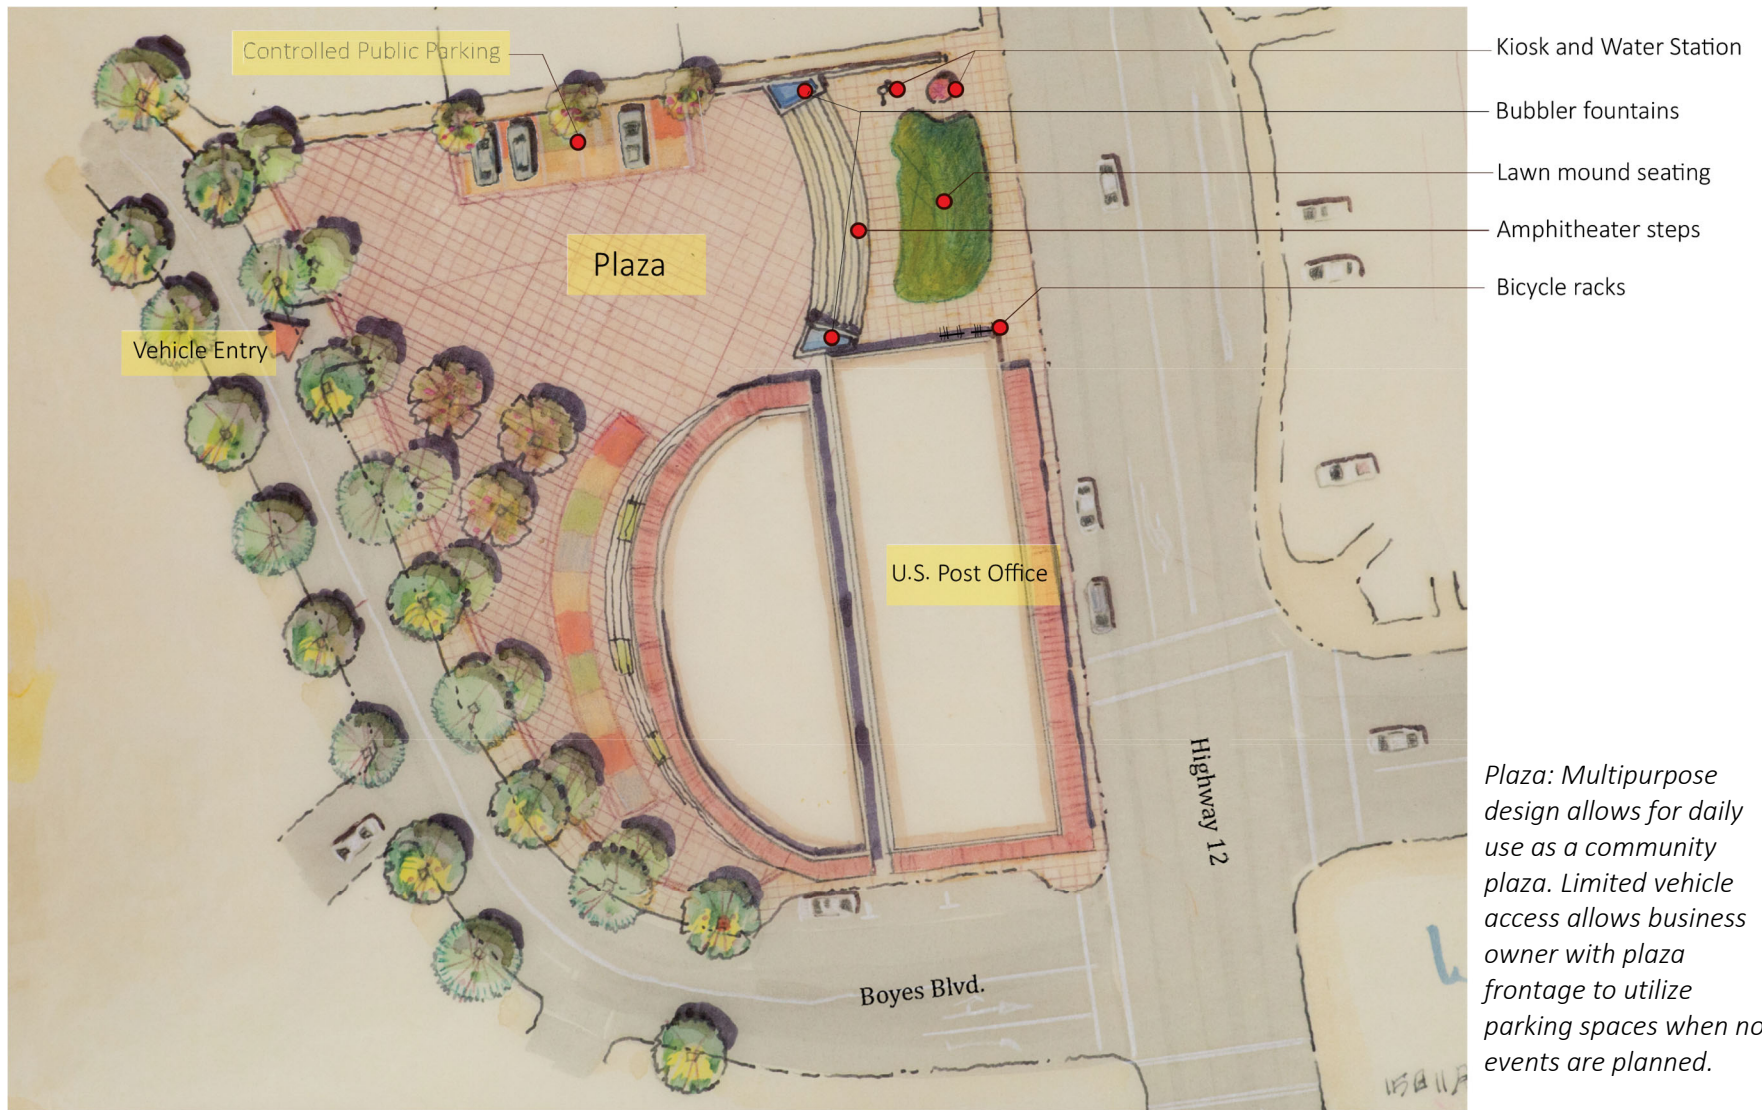 Controlled Public Parking
Kiosk and Water Station
Bubbler fountains
Lawn mound seating
Amphitheater steps
Bicycle racks
Plaza
Vehicle Entry
U.S. Post Office
Highway 12
Boyes Blvd.
Plaza: Multipurpose
design allows for daily
use as a community
plaza. Limited vehicle
access allows business
owner with plaza
frontage to utilize
parking spaces when no
events are planned.